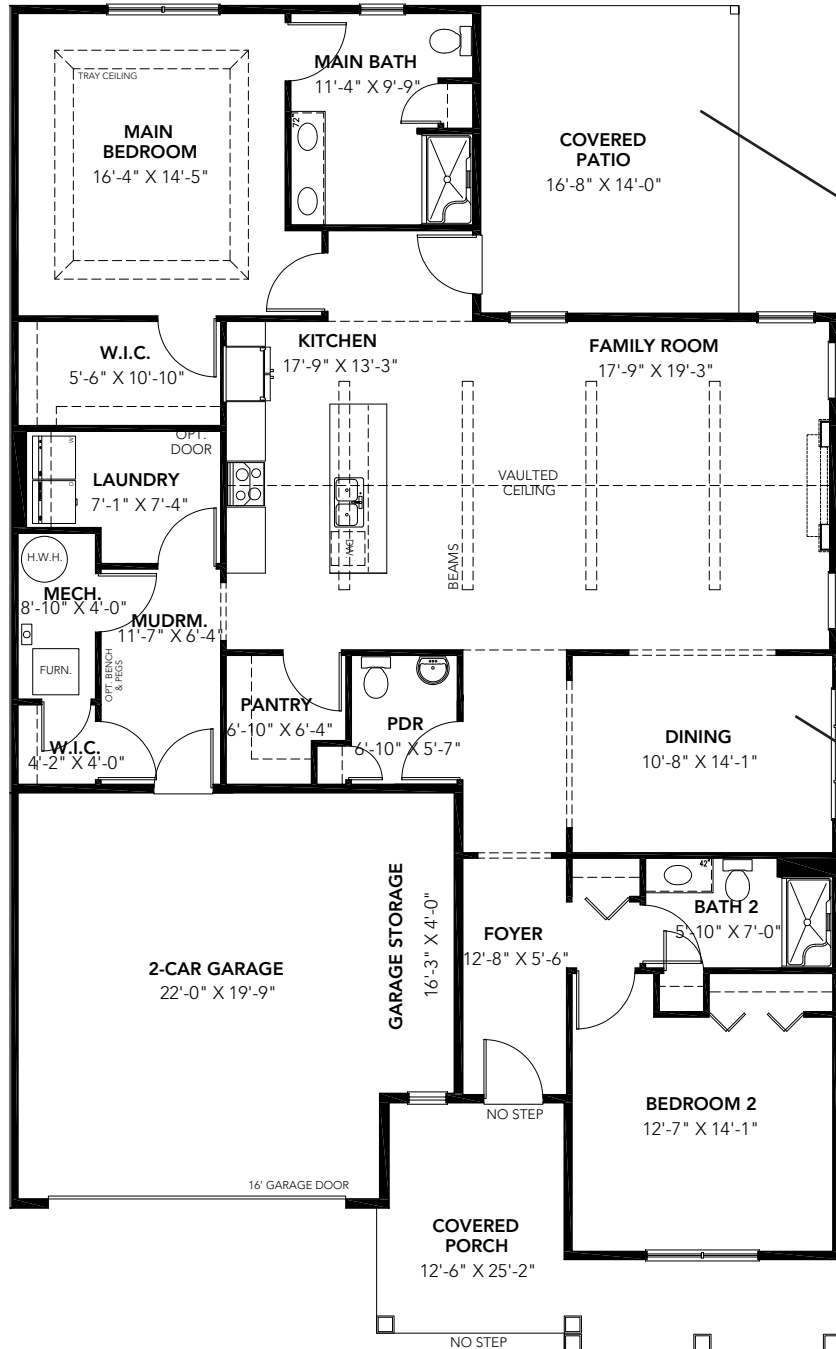 MAIN BATH
11'-4" X 9'-9"
TRAY CEILING
72"
MAIN
BEDROOM
16'-4" X 14'-5"
COVERED
PATIO
16'-8" X 14'-0"
W.I.C.
5'-6" X 10'-10"
KITCHEN
17'-9" X 13'-3"
FAMILY ROOM
17'-9" X 19'-3"
OPT.
DOOR
W
D
LAUNDRY
7'-1" X 7'-4"
VAULTED
CEILING
DW
BEAMS
H.W.H.
MECH.
8'-10" X 4'-0"
MUDRM.
11'-7" X 6'-4"
FURN.
OPT. BENCH
& PEGS
W.I.C.
4'-2" X 4'-0"
PANTRY
6'-10" X 6'-4"
PDR
6'-10" X 5'-7"
DINING
10'-8" X 14'-1"
42"
BATH 2
5'-10" X 7'-0"
GARAGE STORAGE
16'-3" X 4'-0"
FOYER
12'-8" X 5'-6"
2-CAR GARAGE
22'-0" X 19'-9"
BEDROOM 2
12'-7" X 14'-1"
NO STEP
16' GARAGE DOOR
COVERED
PORCH
12'-6" X 25'-2"
NO STEP